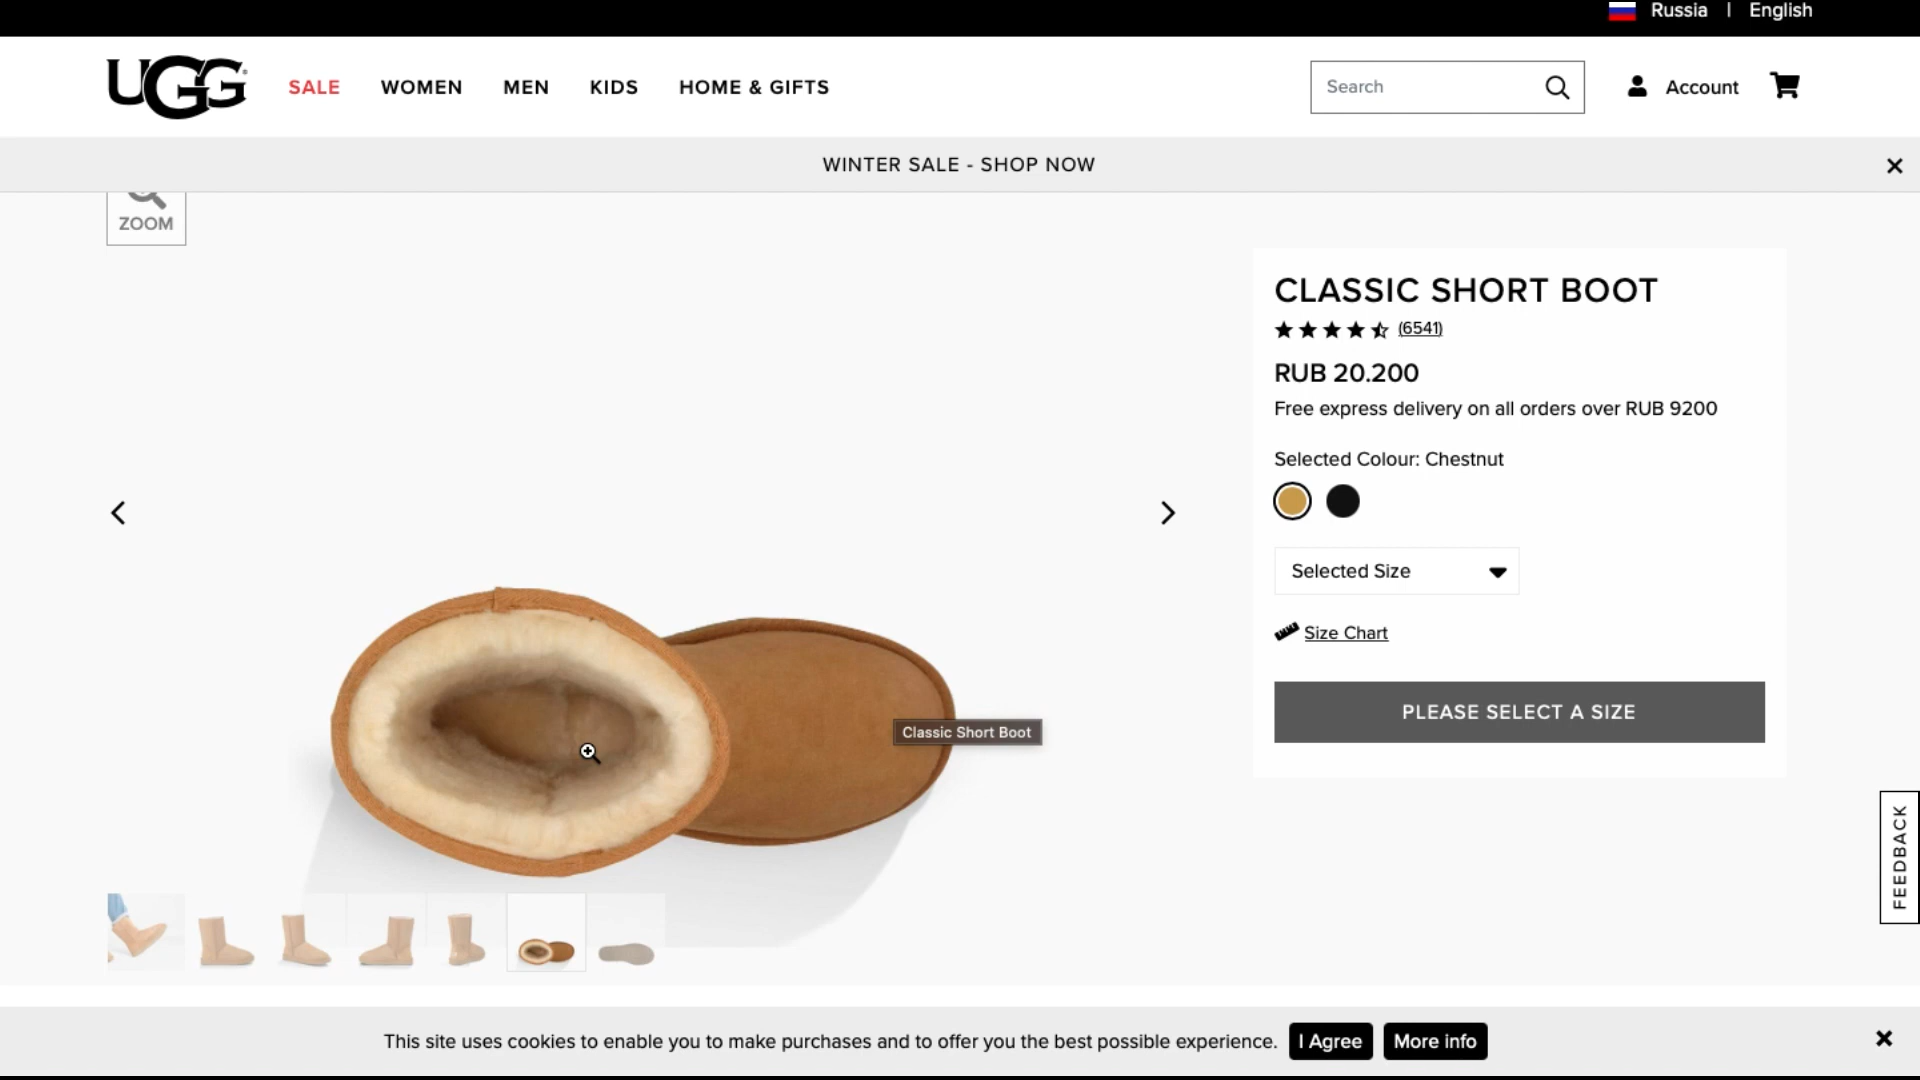 Russia | English
UGG
SALE WOMEN MEN KIDS HOME & GIFTS
Search
Account
WINTER SALE - SHOP NOW
ZOOM
CLASSIC SHORT BOOT
(6541)
RUB 20.200
Free express delivery on all orders over RUB 9200
Selected Colour: Chestnut
Selected Size
Size Chart
PLEASE SELECT A SIZE
Classic Short Boot
FEEDBACK
This site uses cookies to enable you to make purchases and to offer you the best possible experience. I Agree More info